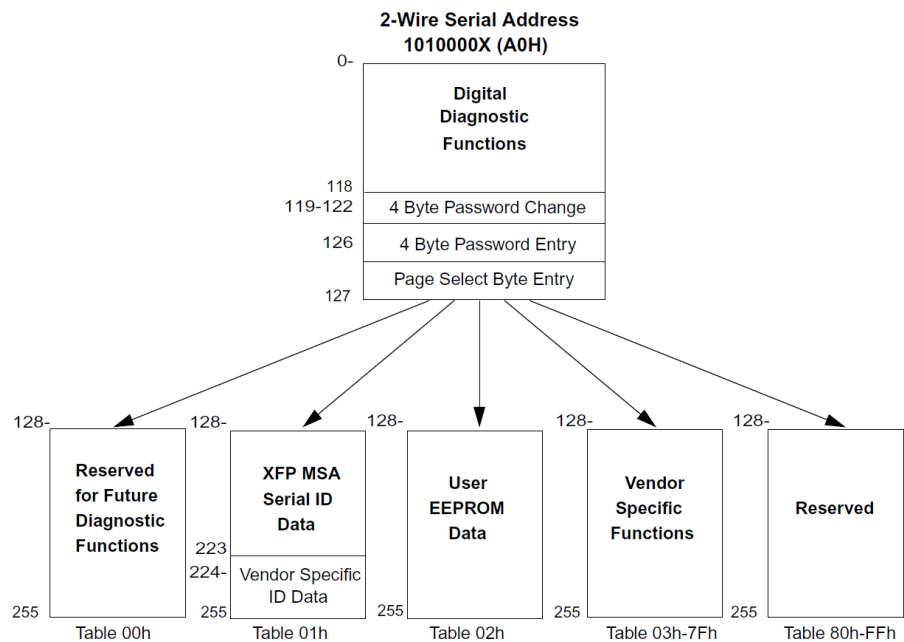 2-Wire Serial Address
1010000X (A0H)
0-
Digital
Diagnostic
Functions
118
119-122
4 Byte Password Change
126
4 Byte Password Entry
Page Select Byte Entry
127
128-
Reserved
for Future
Diagnostic
Functions
255
Table 00h
128-
XFP MSA
Serial ID
Data
223
224-
Vendor Specific
ID Data
255
Table 01h
128-
User
EEPROM
Data
255
Table 02h
128-
Vendor
Specific
Functions
255
Table 03h-7Fh
128-
Reserved
255
Table 80h-FFh